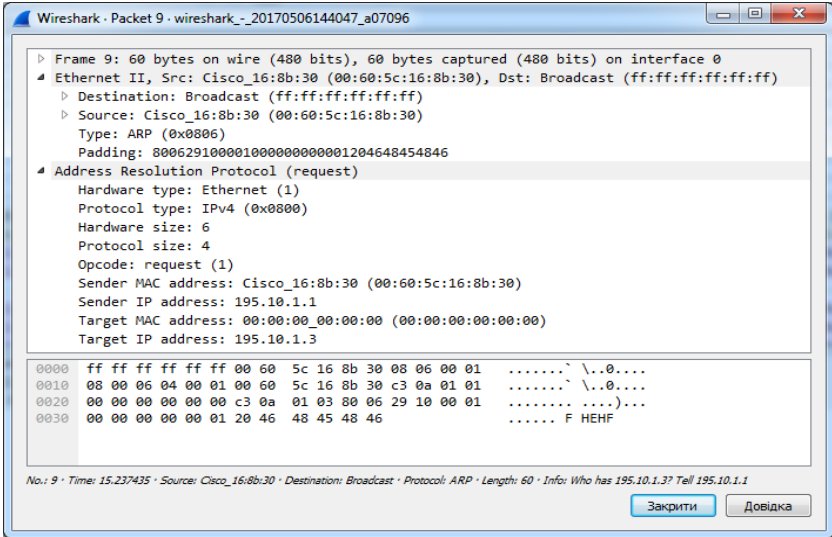 Wireshark · Packet 9 · wireshark_-_20170506144047_a07096
Frame 9: 60 bytes on wire (480 bits), 60 bytes captured (480 bits) on interface 0
Ethernet II, Src: Cisco_16:8b:30 (00:60:5c:16:8b:30), Dst: Broadcast (ff:ff:ff:ff:ff:ff)
Destination: Broadcast (ff:ff:ff:ff:ff:ff)
Source: Cisco_16:8b:30 (00:60:5c:16:8b:30)
Type: ARP (0x0806)
Padding: 800629100001000000000001204648454846
Address Resolution Protocol (request)
Hardware type: Ethernet (1)
Protocol type: IPv4 (0x0800)
Hardware size: 6
Protocol size: 4
Opcode: request (1)
Sender MAC address: Cisco_16:8b:30 (00:60:5c:16:8b:30)
Sender IP address: 195.10.1.1
Target MAC address: 00:00:00_00:00:00 (00:00:00:00:00:00)
Target IP address: 195.10.1.3
0000 ff ff ff ff ff ff 00 60 5c 16 8b 30 08 06 00 01 .......` \..0....
0010 08 00 06 04 00 01 00 60 5c 16 8b 30 c3 0a 01 01 .......` \..0....
0020 00 00 00 00 00 00 c3 0a 01 03 80 06 29 10 00 01 ........ ....)...
0030 00 00 00 00 00 01 20 46 48 45 48 46 ...... F HEHF
No.: 9 · Time: 15.237435 · Source: Cisco_16:8b:30 · Destination: Broadcast · Protocol: ARP · Length: 60 · Info: Who has 195.10.1.3? Tell 195.10.1.1
Закрити Довідка